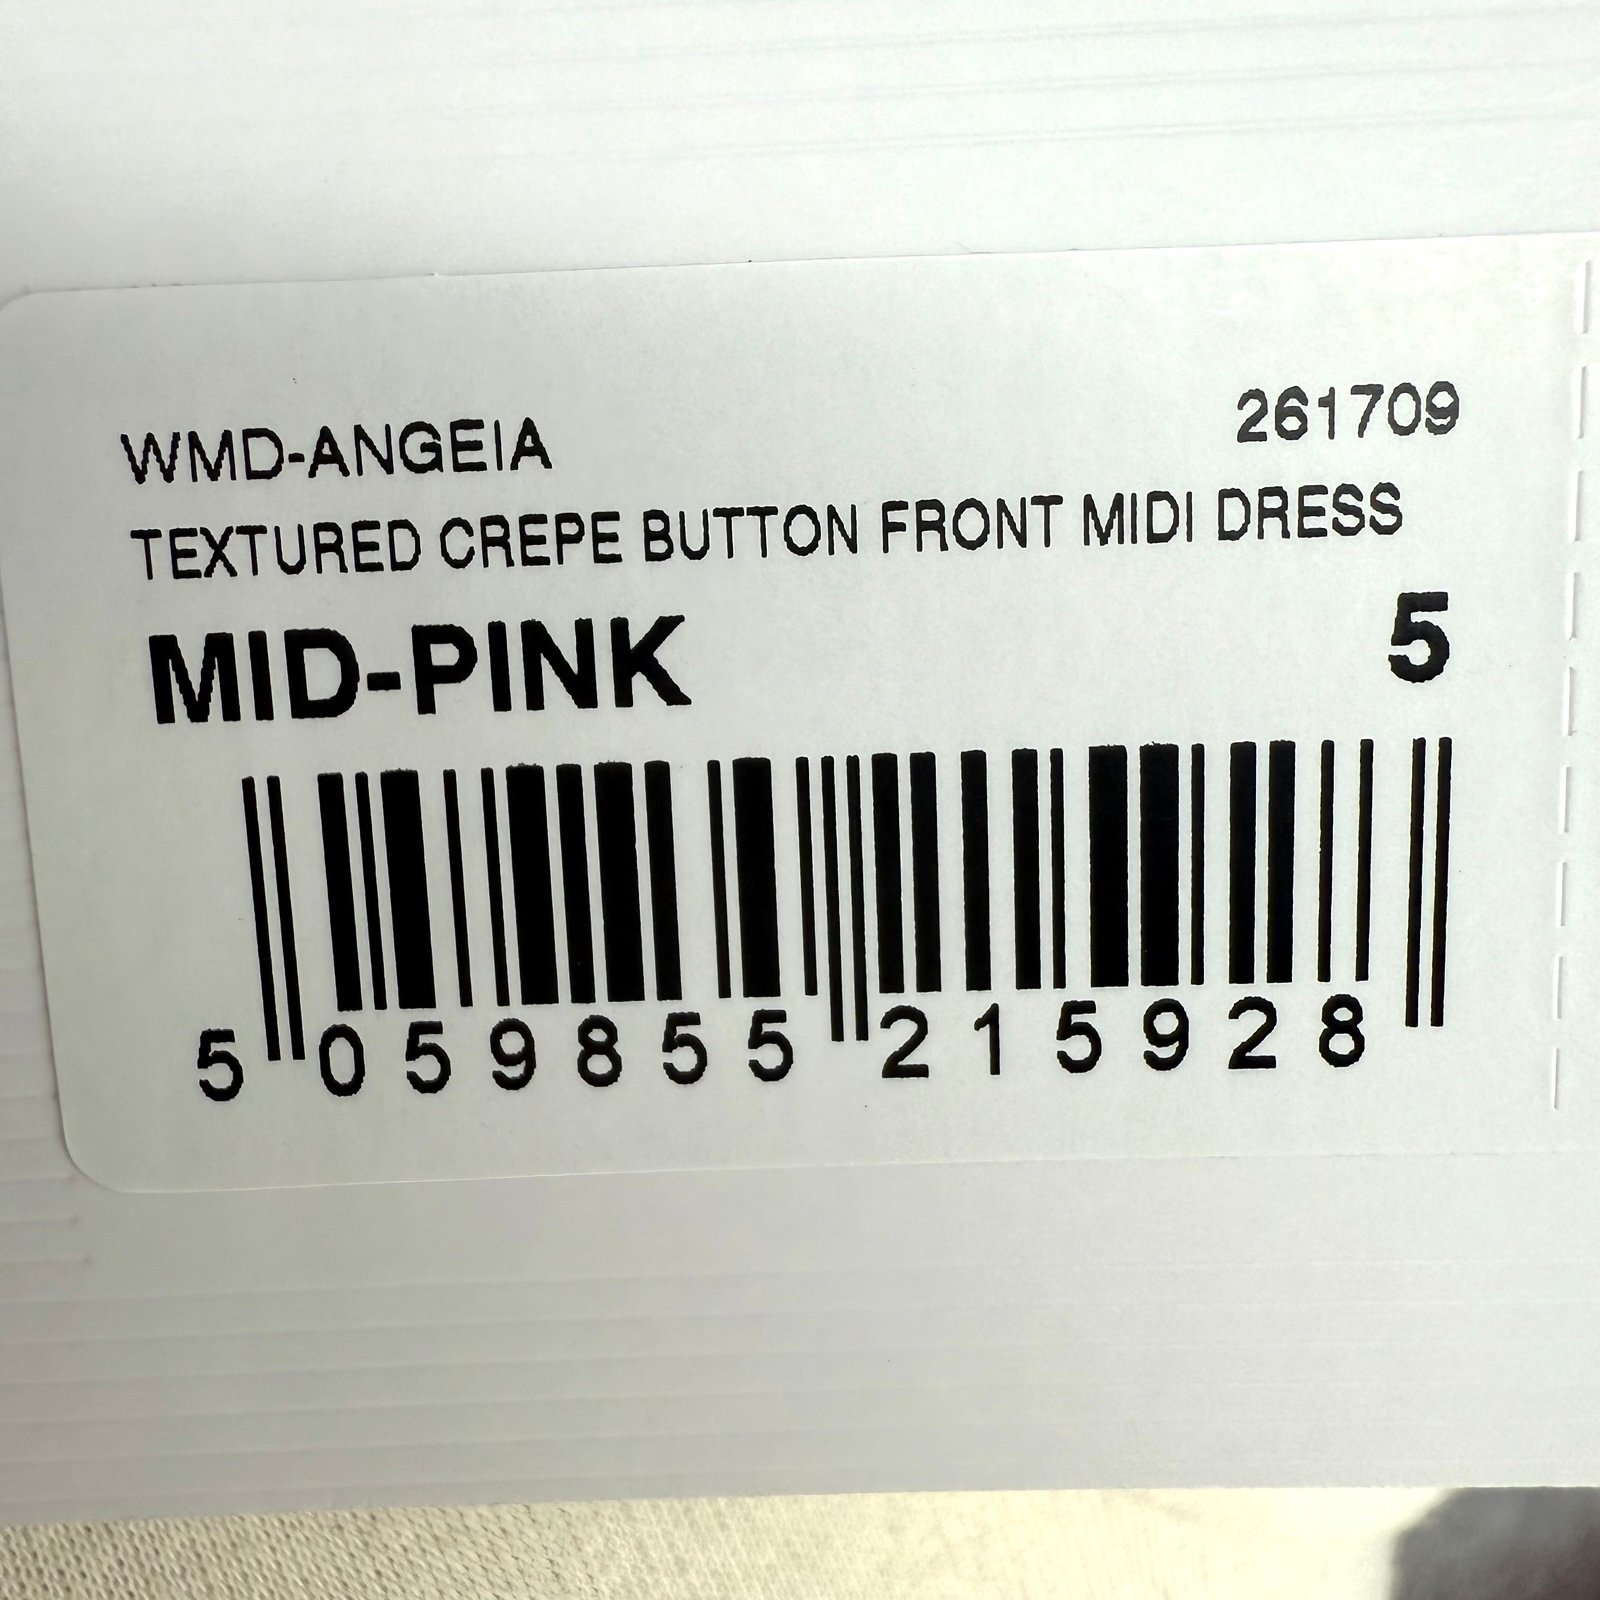 WMD-ANGEIA 261709
TEXTURED CREPE BUTTON FRONT MIDI DRESS
MID-PINK 5
5 059855 215928